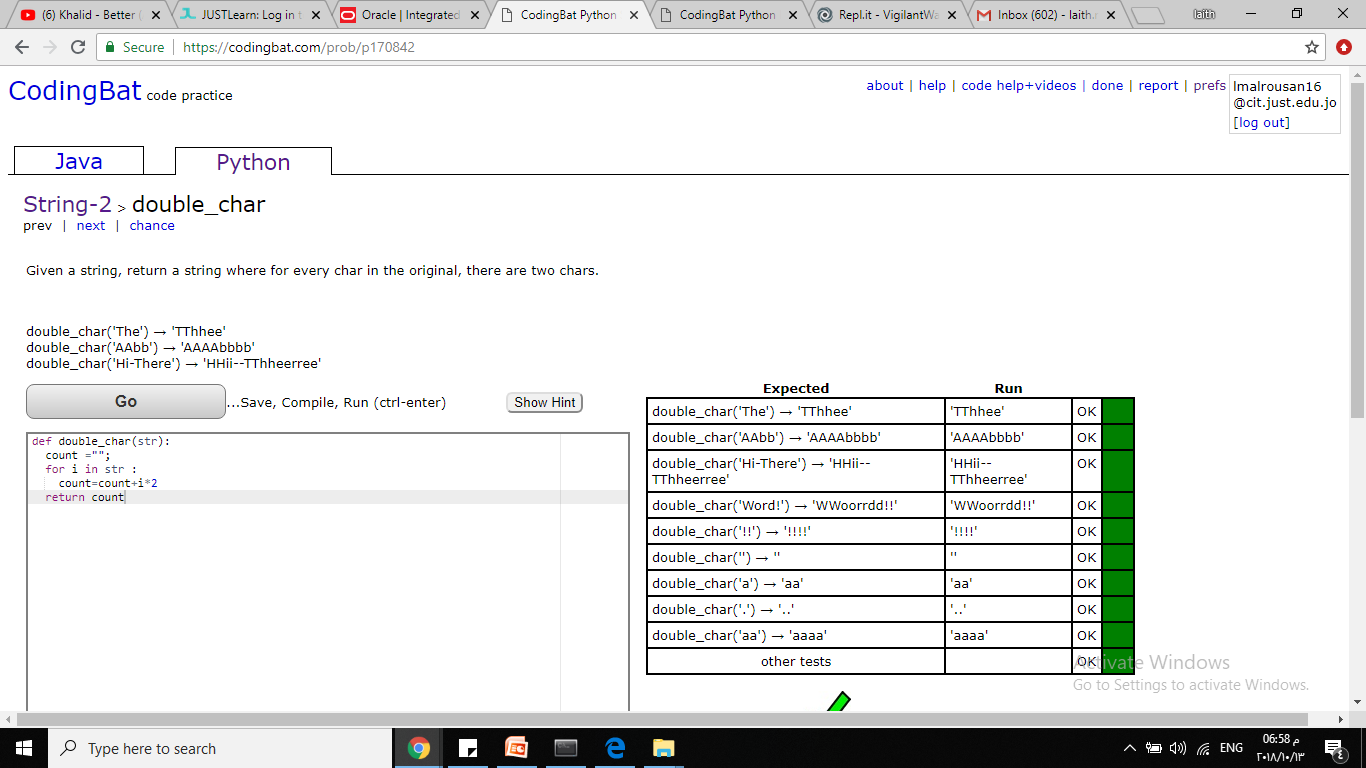 (6) Khalid - Better
JUSTLearn: Log in t
Oracle | Integrated
CodingBat Python
CodingBat Python
Repl.it - VigilantWa
Inbox (602) - laith.r
laith
Secure
https://codingbat.com/prob/p170842
CodingBat code practice
about | help | code help+videos | done | report | prefs
lmalrousan16
@cit.just.edu.jo
[log out]
Java
Python
String-2 > double_char
prev | next | chance
Given a string, return a string where for every char in the original, there are two chars.
double_char('The') → 'TThhee'
double_char('AAbb') → 'AAAAbbbb'
double_char('Hi-There') → 'HHii--TThheerree'
Go
...Save, Compile, Run (ctrl-enter)
Show Hint
def double_char(str):
count ="";
for i in str :
count=count+i*2
return count
Expected Run
double_char('The') → 'TThhee' 'TThhee' OK
double_char('AAbb') → 'AAAAbbbb' 'AAAAbbbb' OK
double_char('Hi-There') → 'HHii-- 'HHii-- OK
TThheerree' TThheerree'
double_char('Word!') → 'WWoorrdd!!' 'WWoorrdd!!' OK
double_char('!!') → '!!!!' '!!!!' OK
double_char('') → '' '' OK
double_char('a') → 'aa' 'aa' OK
double_char('.') → '..' '..' OK
double_char('aa') → 'aaaa' 'aaaa' OK
other tests OK
Activate Windows
Go to Settings to activate Windows.
Type here to search
ENG
06:58 م
٢٠١٨/١٠/١٣
٤